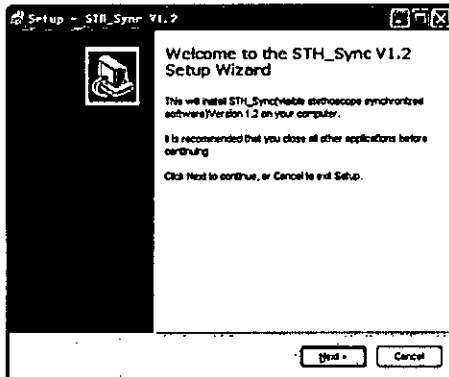 Setup - STH_Sync V1.2
Welcome to the STH_Sync V1.2
Setup Wizard
This will install STH_Sync(visible stethoscope synchronized
software)Version 1.2 on your computer.
It is recommended that you close all other applications before
continuing
Click Next to continue, or Cancel to exit Setup.
Next >
Cancel